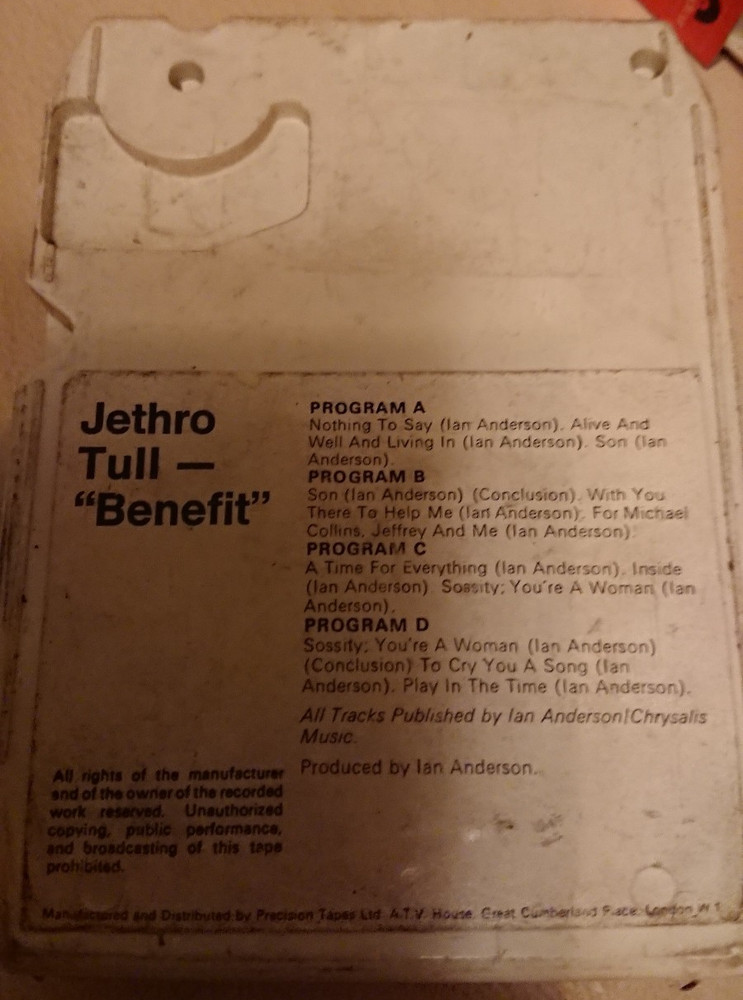 Jethro
Tull —
“Benefit”
PROGRAM A
Nothing To Say (Ian Anderson). Alive And
Well And Living In (Ian Anderson). Son (Ian
Anderson).
PROGRAM B
Son (Ian Anderson) (Conclusion). With You
There To Help Me (Ian Anderson). For Michael
Collins, Jeffrey And Me (Ian Anderson).
PROGRAM C
A Time For Everything (Ian Anderson). Inside
(Ian Anderson). Sossity; You're A Woman (Ian
Anderson).
PROGRAM D
Sossity; You're A Woman (Ian Anderson)
(Conclusion) To Cry You A Song (Ian
Anderson). Play In The Time (Ian Anderson).
All Tracks Published by Ian Anderson/Chrysalis
Music.
Produced by Ian Anderson.
All rights of the manufacturer
and of the owner of the recorded
work reserved. Unauthorized
copying, public performance,
and broadcasting of this tape
prohibited.
Manufactured and Distributed by Precision Tapes Ltd. A.T.V. House, Great Cumberland Place, London W.1.